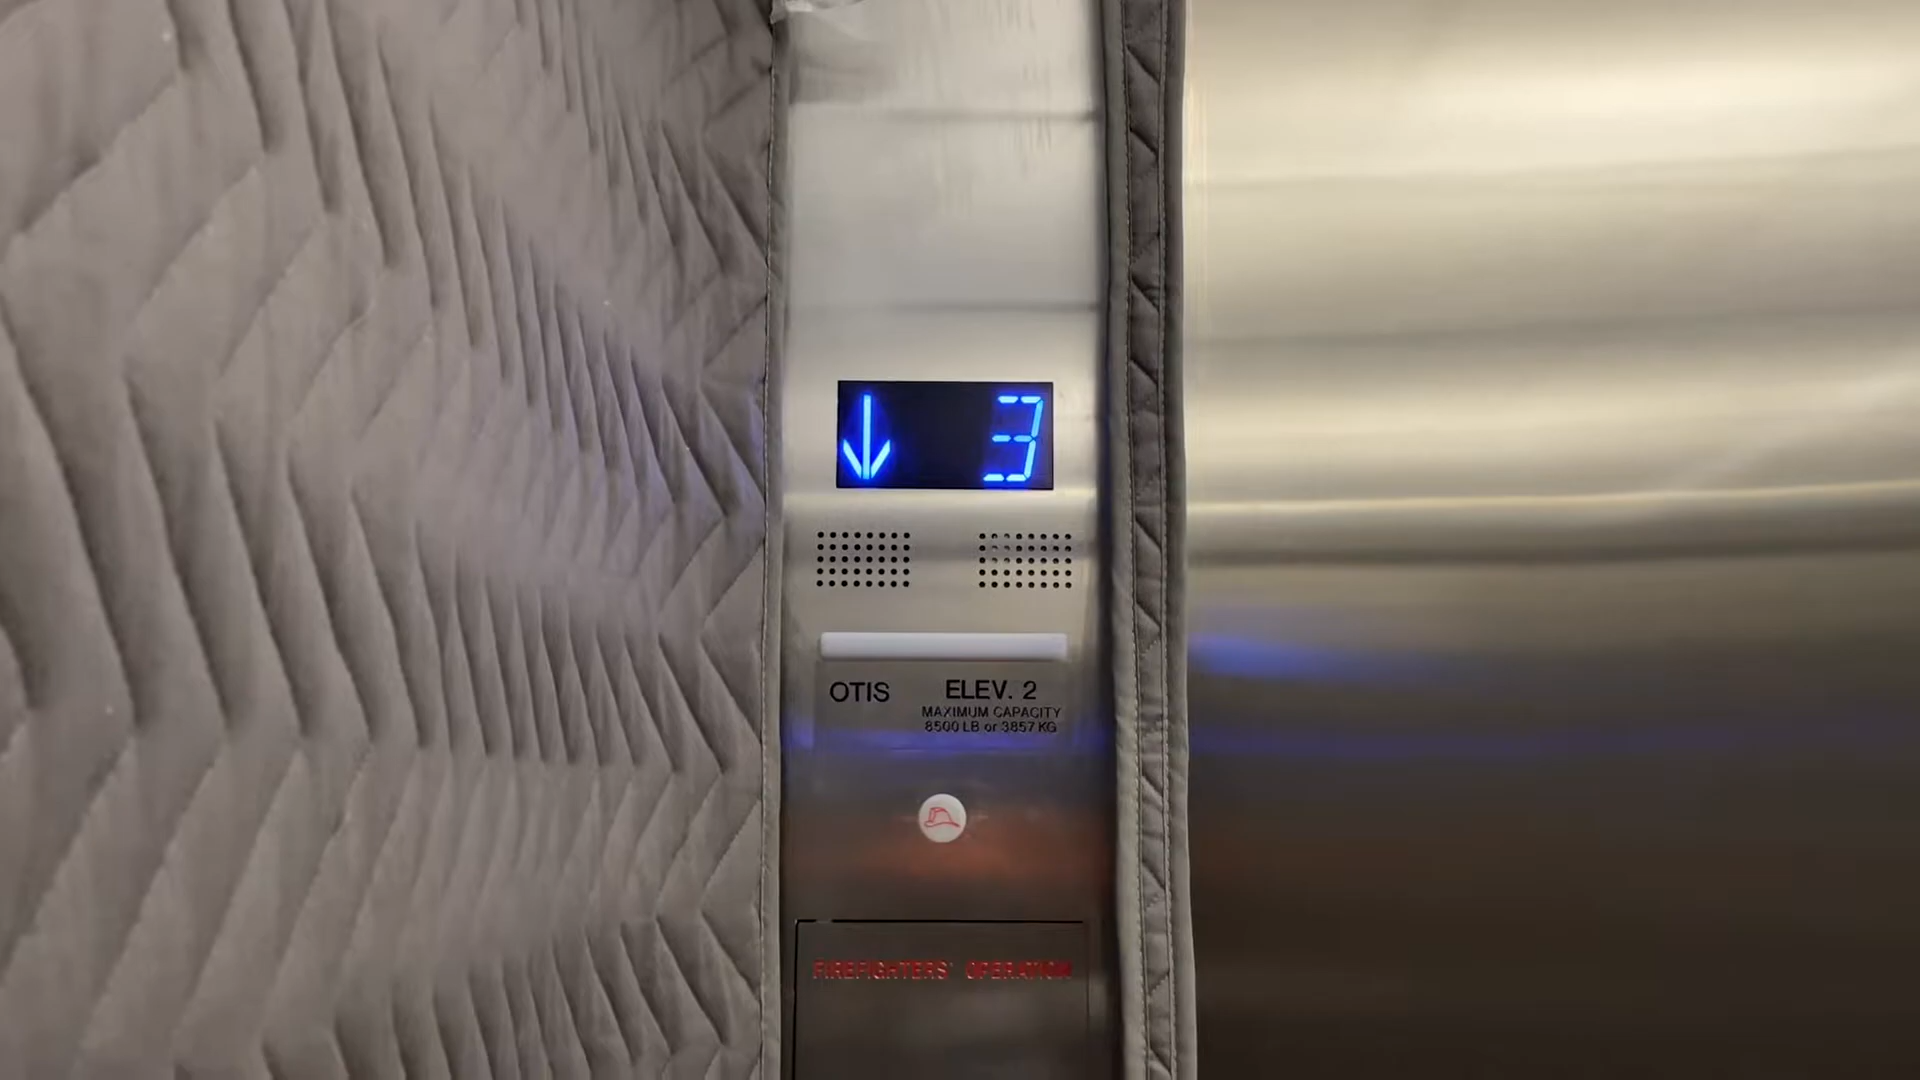 3
OTIS
ELEV. 2
MAXIMUM CAPACITY
8500 LB or 3857 KG
FIREFIGHTERS' OPERATION